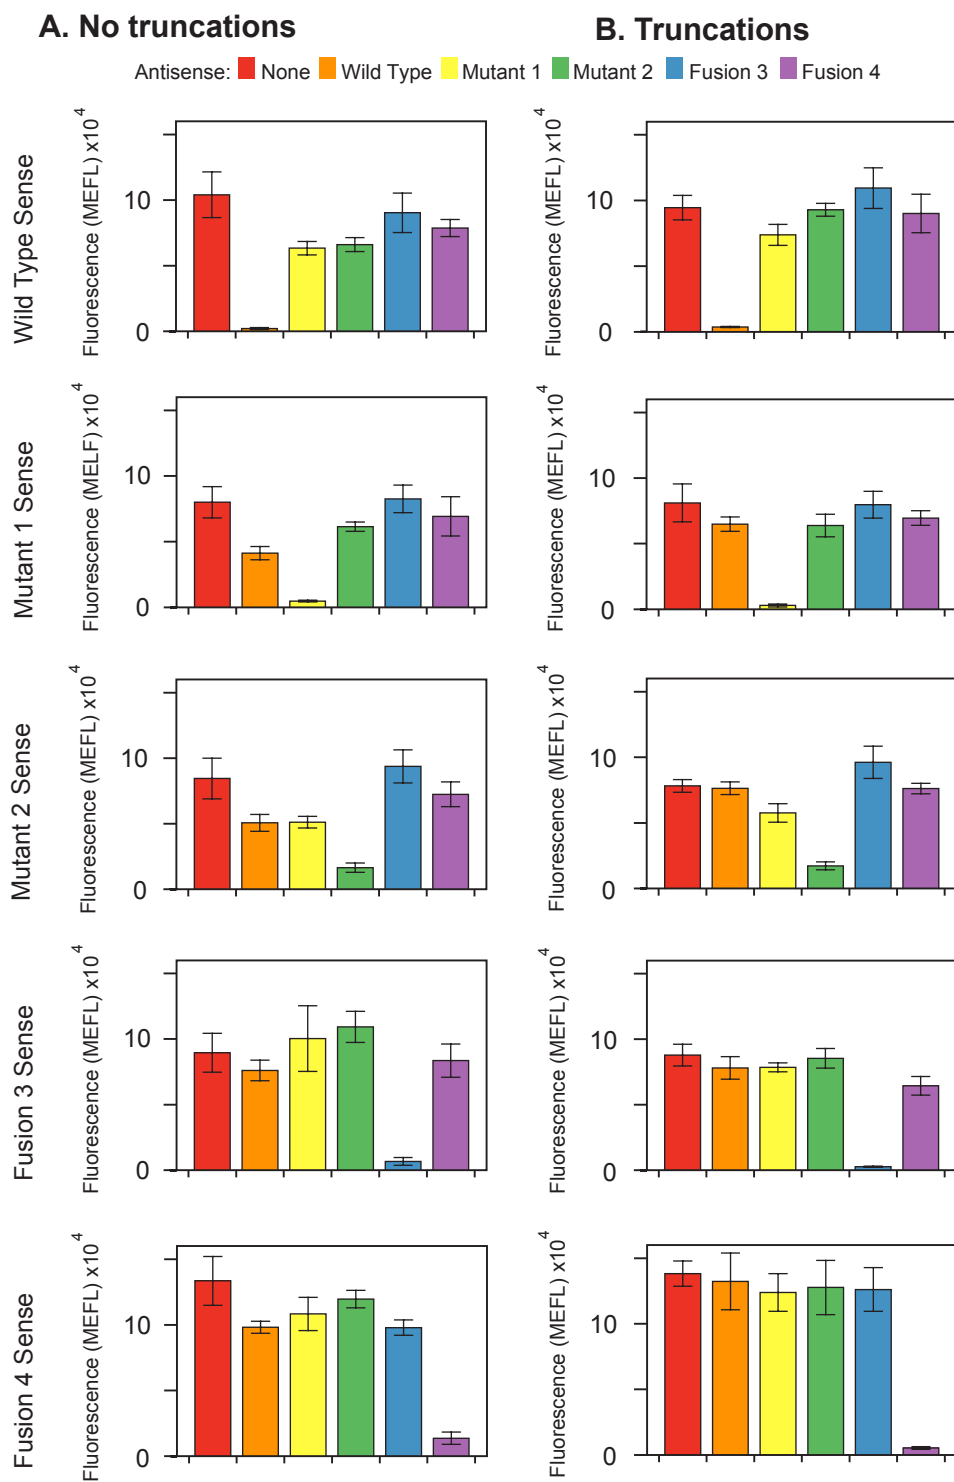 A. No truncations
B. Truncations
Antisense: None Wild Type Mutant 1 Mutant 2 Fusion 3 Fusion 4
Wild Type Sense
Fluorescence (MEFL) x10^4
10
0
Fluorescence (MEFL) x10^4
10
0
Mutant 1 Sense
Fluorescence (MELF) x10^4
10
0
Fluorescence (MEFL) x10^4
10
0
Mutant 2 Sense
Fluorescence (MEFL) x10^4
10
0
Fluorescence (MEFL) x10^4
10
0
Fusion 3 Sense
Fluorescence (MEFL) x10^4
10
0
Fluorescence (MEFL) x10^4
10
0
Fusion 4 Sense
Fluorescence (MEFL) x10^4
10
0
Fluorescence (MEFL) x10^4
10
0